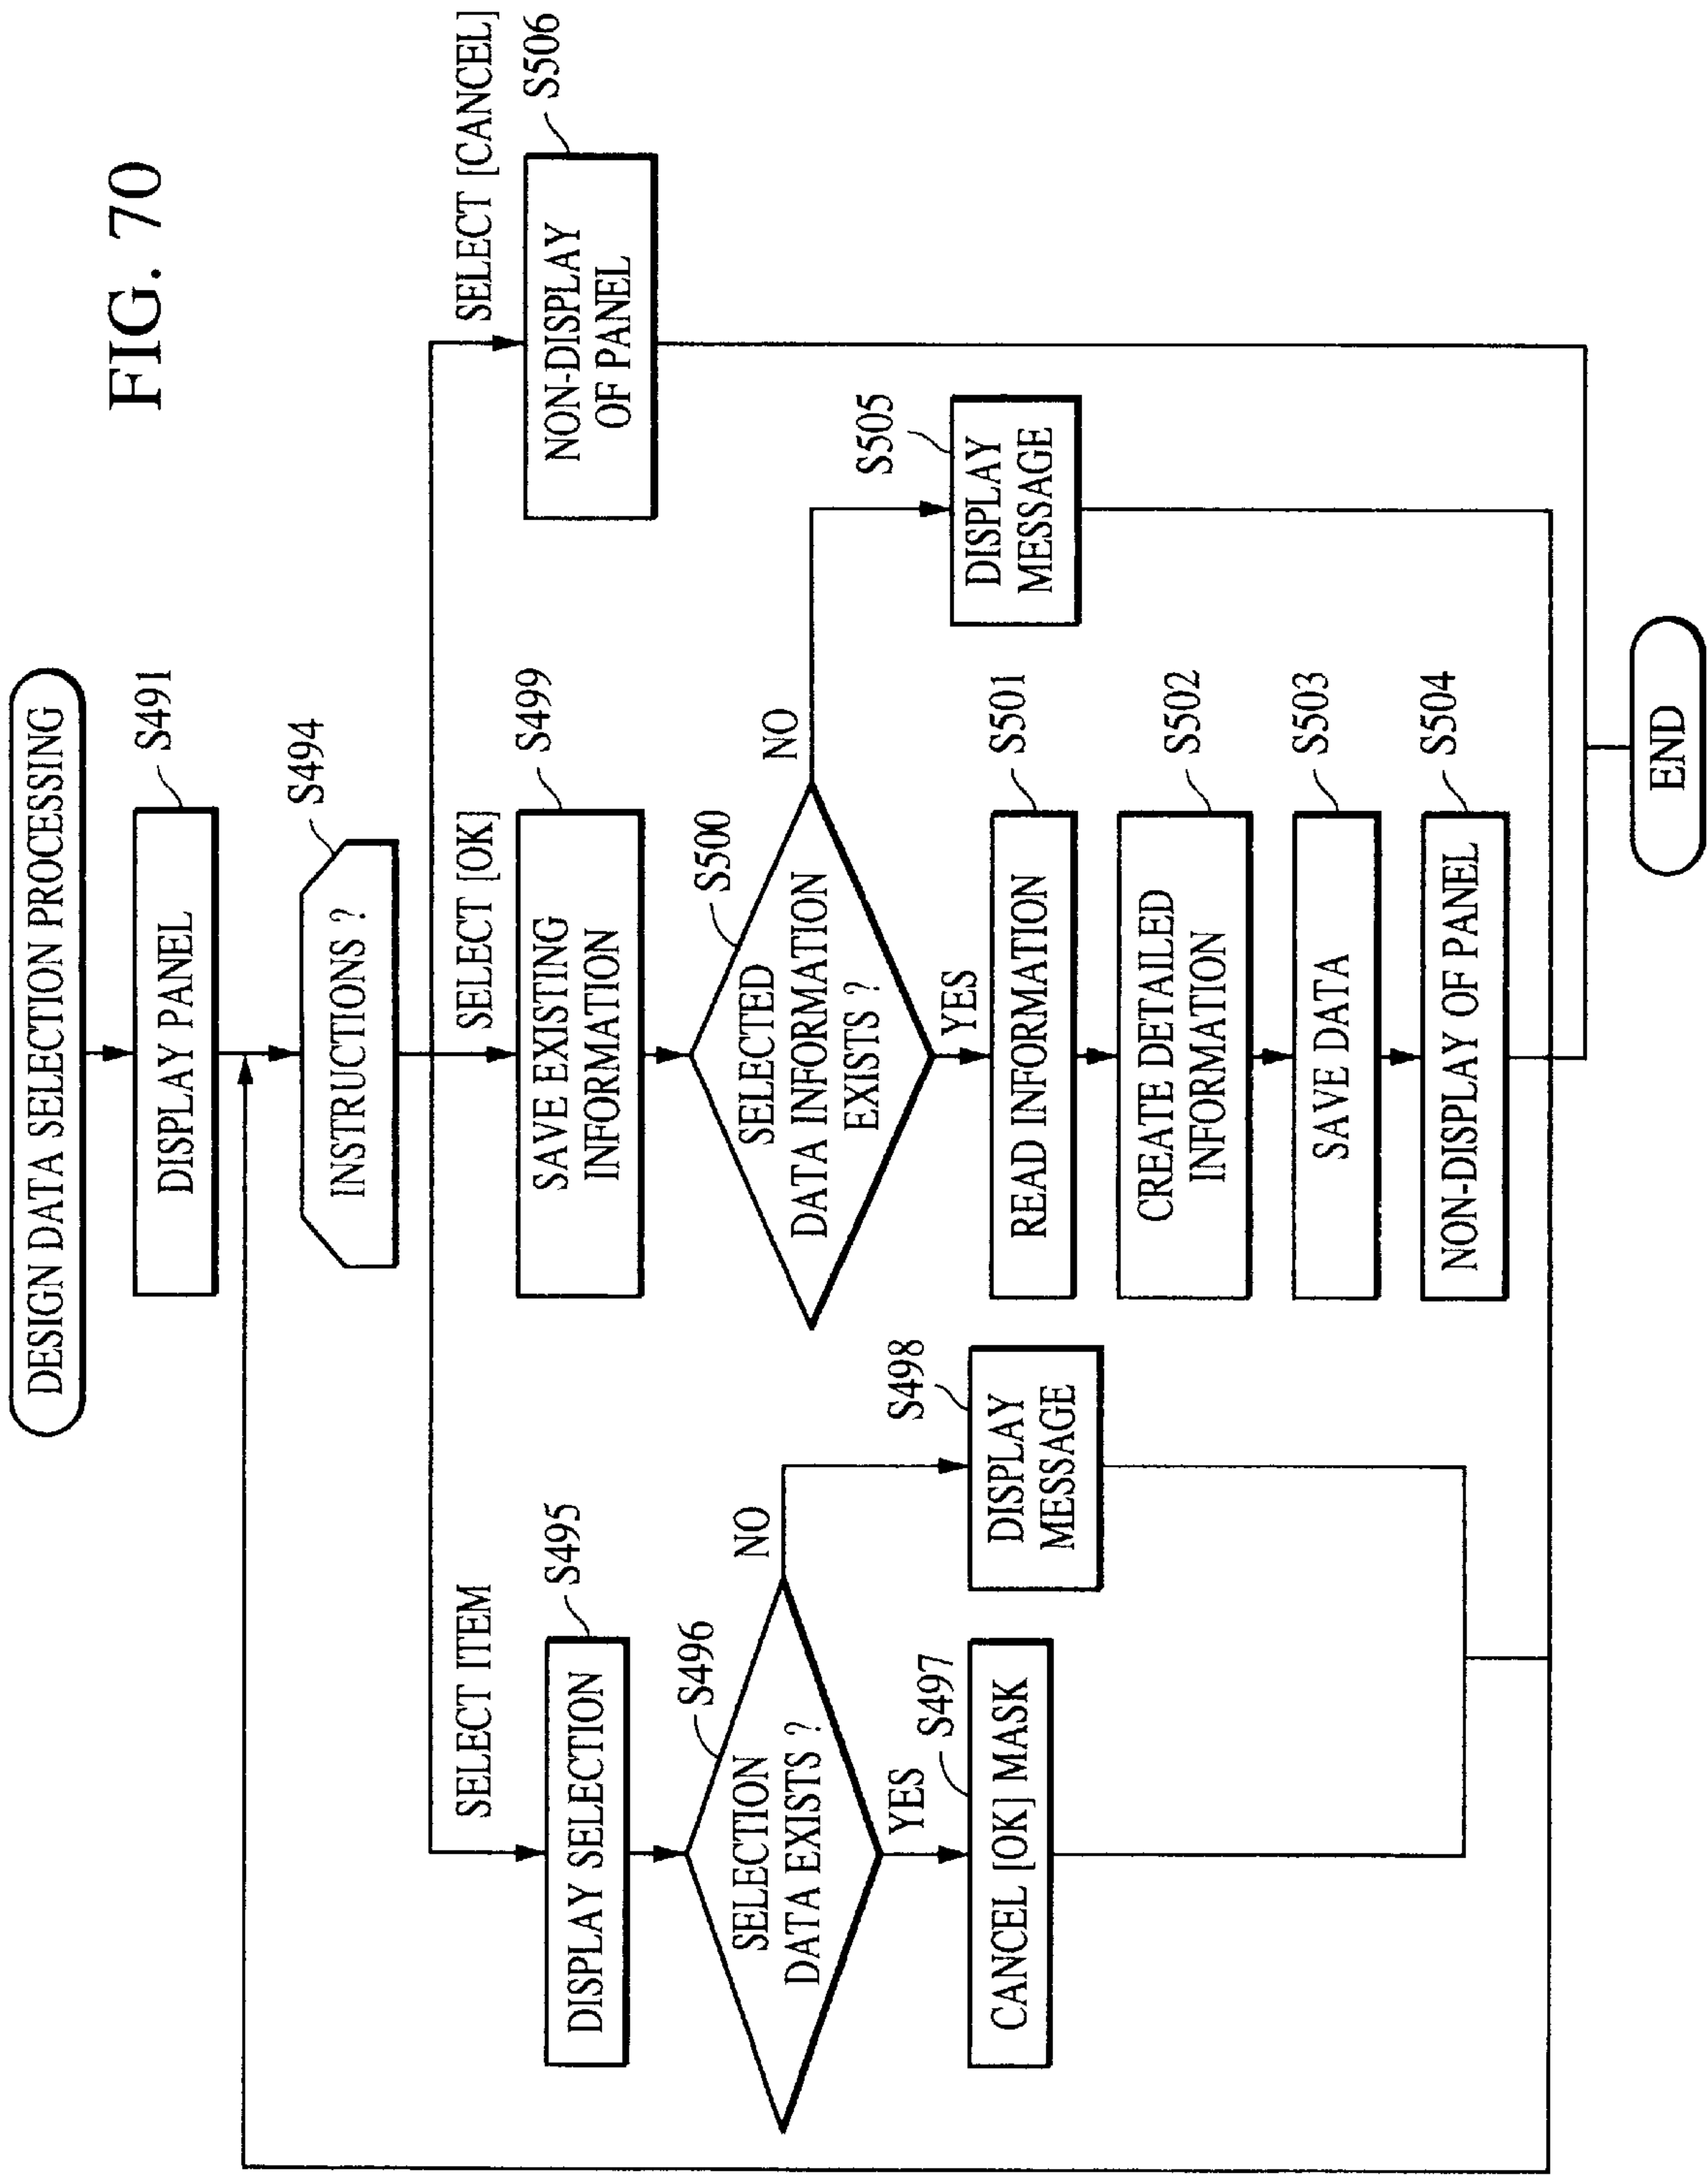 FIG. 70
DESIGN DATA SELECTION PROCESSING
DISPLAY PANEL
S491
INSTRUCTIONS ?
S494
SELECT ITEM
DISPLAY SELECTION
S495
SELECTION
DATA EXISTS ?
S496
NO
YES
CANCEL [OK] MASK
S497
DISPLAY
MESSAGE
S498
SELECT [OK]
SAVE EXISTING
INFORMATION
S499
SELECTED
DATA INFORMATION
EXISTS ?
S500
NO
YES
READ INFORMATION
S501
CREATE DETAILED
INFORMATION
S502
SAVE DATA
S503
NON-DISPLAY OF PANEL
S504
DISPLAY
MESSAGE
S505
SELECT [CANCEL]
NON-DISPLAY
OF PANEL
S506
END